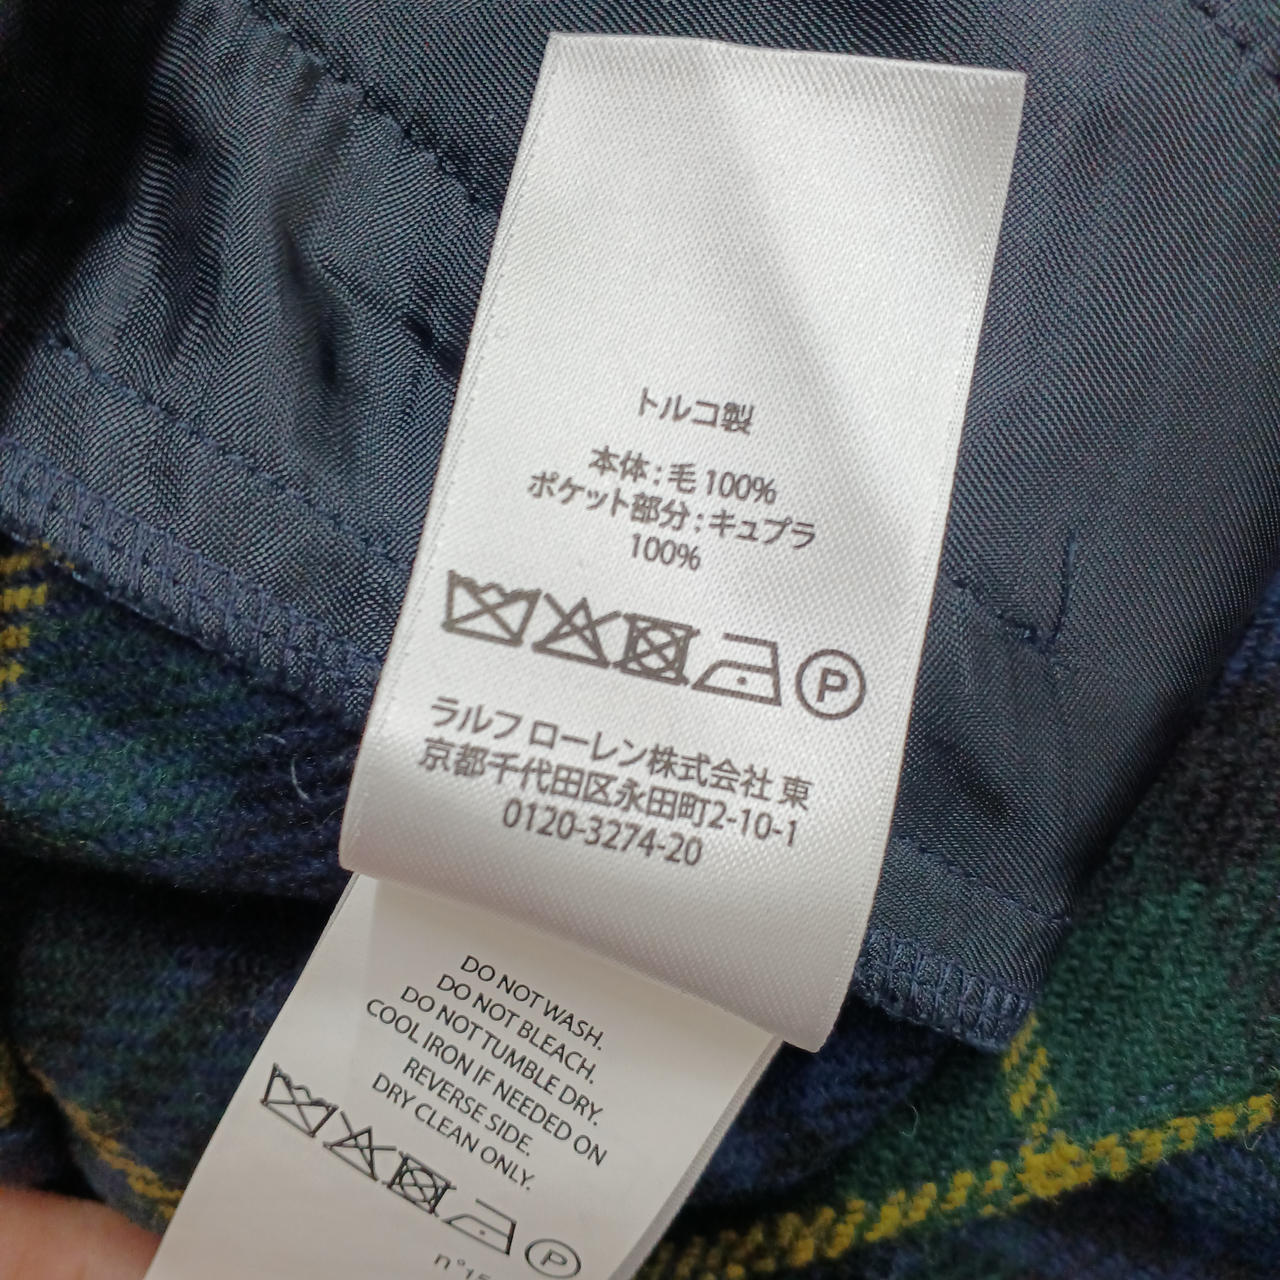 トルコ製
本体 : 毛 100%
ポケット部分 : キュプラ
100%
P
ラルフ ローレン株式会社 東
京都千代田区永田町2-10-1
0120-3274-20
DO NOT WASH.
DO NOT BLEACH.
DO NOT TUMBLE DRY.
COOL IRON IF NEEDED ON
REVERSE SIDE.
DRY CLEAN ONLY.
P